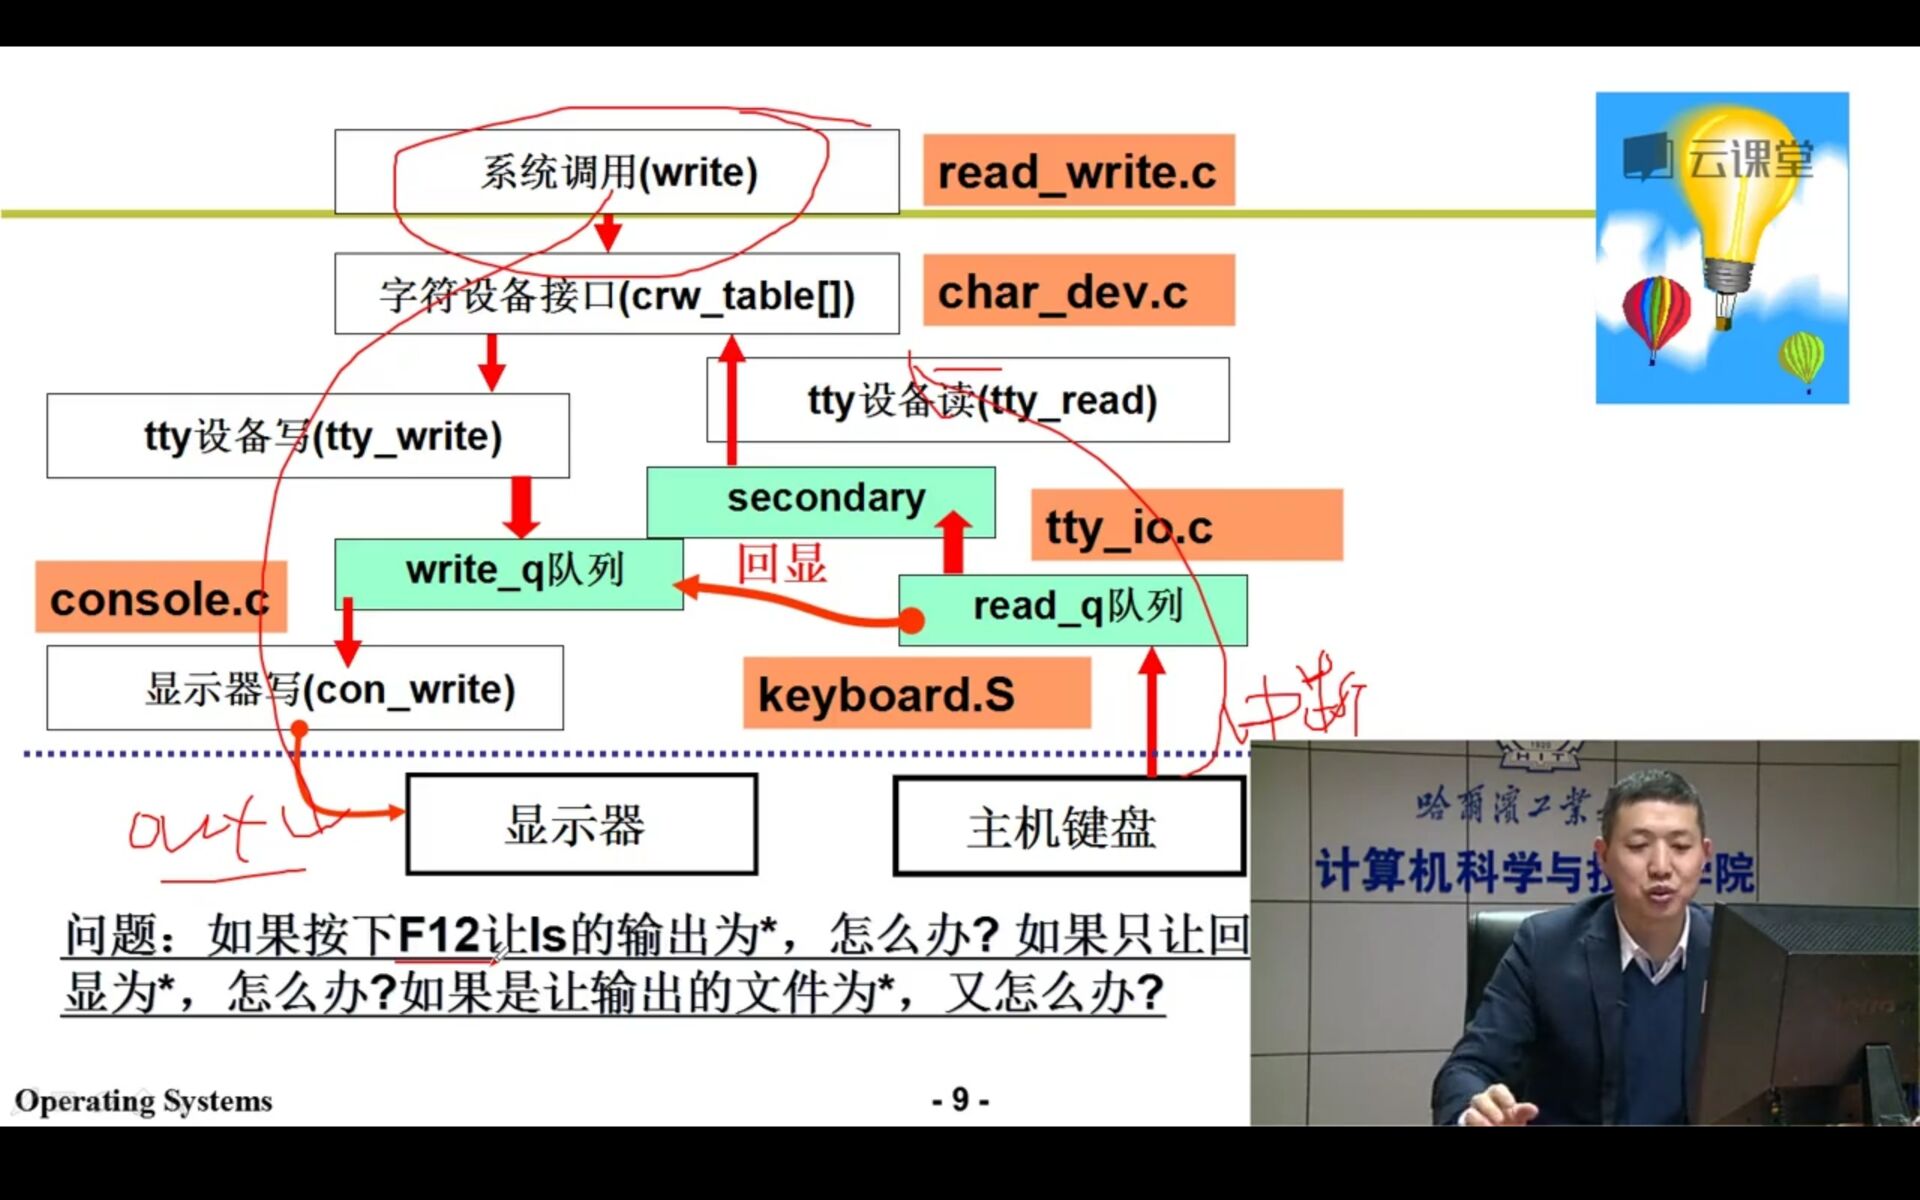 云课堂
系统调用(write)
read_write.c
字符设备接口(crw_table[])
char_dev.c
tty设备读(tty_read)
tty设备写(tty_write)
secondary
tty_io.c
write_q队列
回显
console.c
read_q队列
显示器写(con_write)
keyboard.S
中断
显示器
主机键盘
out
问题：如果按下F12让ls的输出为*，怎么办? 如果只让回
显为*，怎么办?如果是让输出的文件为*，又怎么办?
1920
HIT
哈尔滨工业
计算机科学与技
学院
Operating Systems
- 9 -